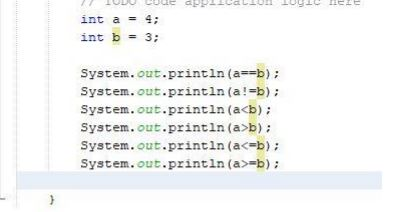 // TODO code application logic here
int a = 4;
int b = 3;
System.out.println(a==b);
System.out.println(a!=b);
System.out.println(a<b);
System.out.println(a>b);
System.out.println(a<=b);
System.out.println(a>=b);
}